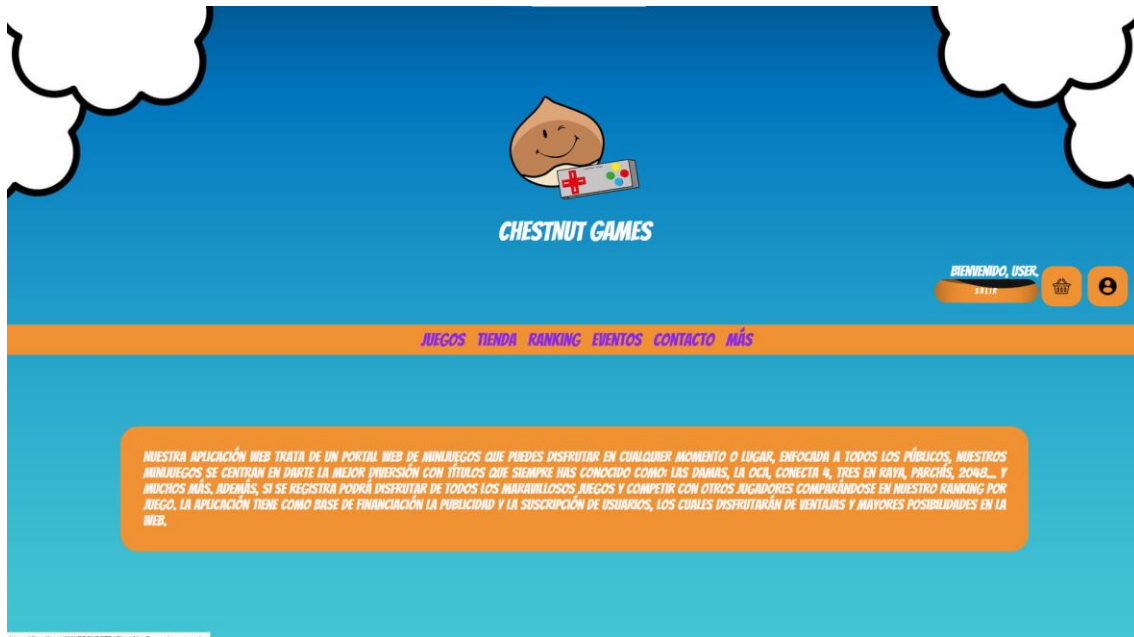 CHESTNUT GAMES
BIENVENIDO, USER.
SALIR
JUEGOS TIENDA RANKING EVENTOS CONTACTO MÁS
NUESTRA APLICACIÓN WEB TRATA DE UN PORTAL WEB DE MINIJUEGOS QUE PUEDES DISFRUTAR EN CUALQUIER MOMENTO O LUGAR, ENFOCADA A TODOS LOS PÚBLICOS, NUESTROS
MINIJUEGOS SE CENTRAN EN DARTE LA MEJOR DIVERSIÓN CON TÍTULOS QUE SIEMPRE HAS CONOCIDO COMO: LAS DAMAS, LA OCA, CONECTA 4, TRES EN RAYA, PARCHÍS, 2048... Y
MUCHOS MÁS. ADEMÁS, SI SE REGISTRA PODRÁ DISFRUTAR DE TODOS LOS MARAVILLOSOS JUEGOS Y COMPETIR CON OTROS JUGADORES COMPARÁNDOSE EN NUESTRO RANKING POR
JUEGO. LA APLICACIÓN TIENE COMO BASE DE FINANCIACIÓN LA PUBLICIDAD Y LA SUSCRIPCIÓN DE USUARIOS, LOS CUALES DISFRUTARÁN DE VENTAJAS Y MAYORES POSIBILIDADES EN LA
WEB.